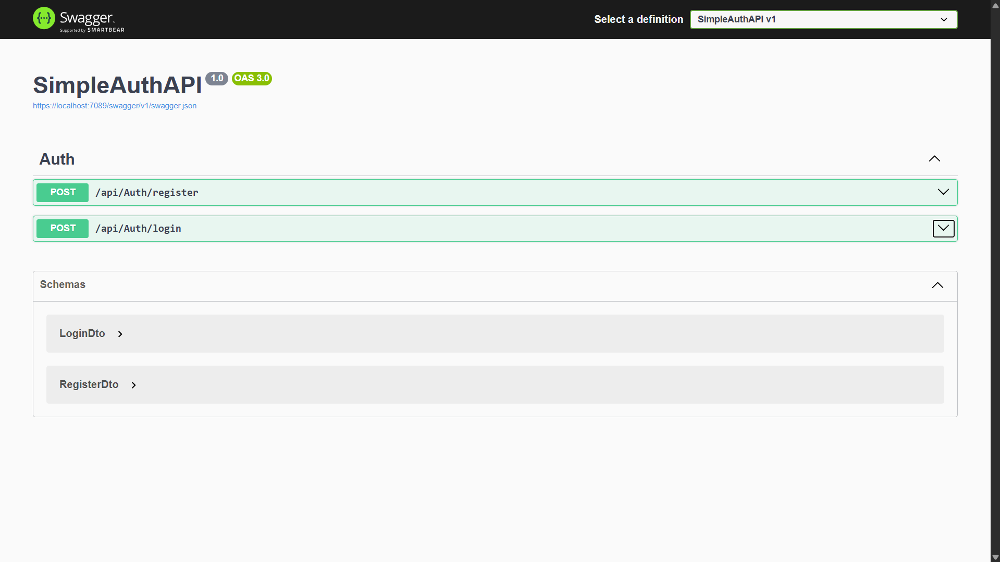 Swagger
Supported by SMARTBEAR
Select a definition
SimpleAuthAPI v1
SimpleAuthAPI 1.0 OAS 3.0
https://localhost:7089/swagger/v1/swagger.json
Auth
POST /api/Auth/register
POST /api/Auth/login
Schemas
LoginDto
RegisterDto